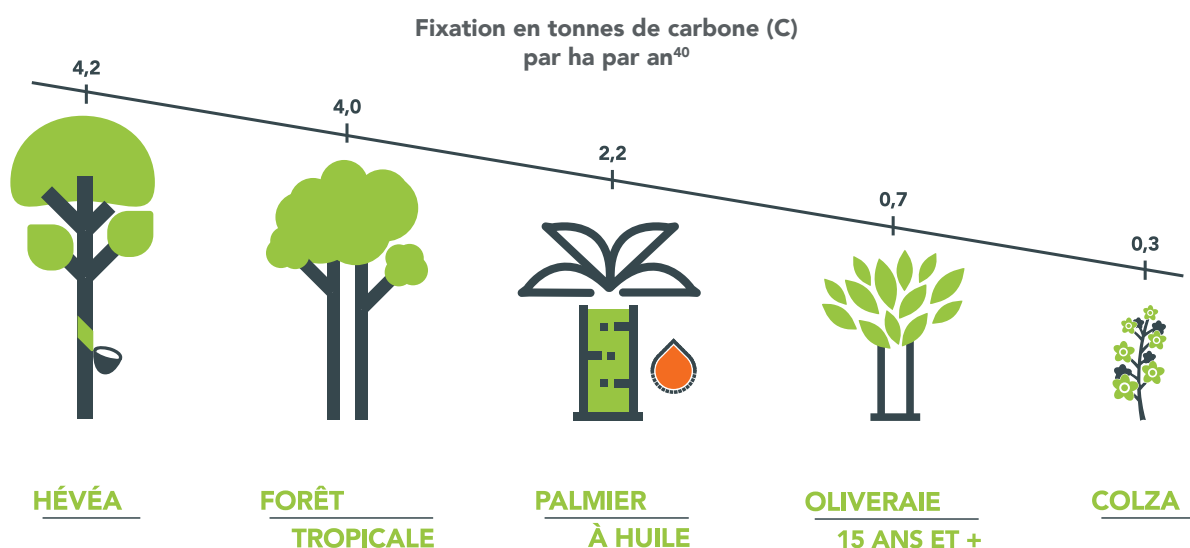 Fixation en tonnes de carbone (C)
par ha par an⁴⁰
4,2
4,0
2,2
0,7
0,3
HÉVÉA
FORÊT
TROPICALE
PALMIER
À HUILE
OLIVERAIE
15 ANS ET +
COLZA